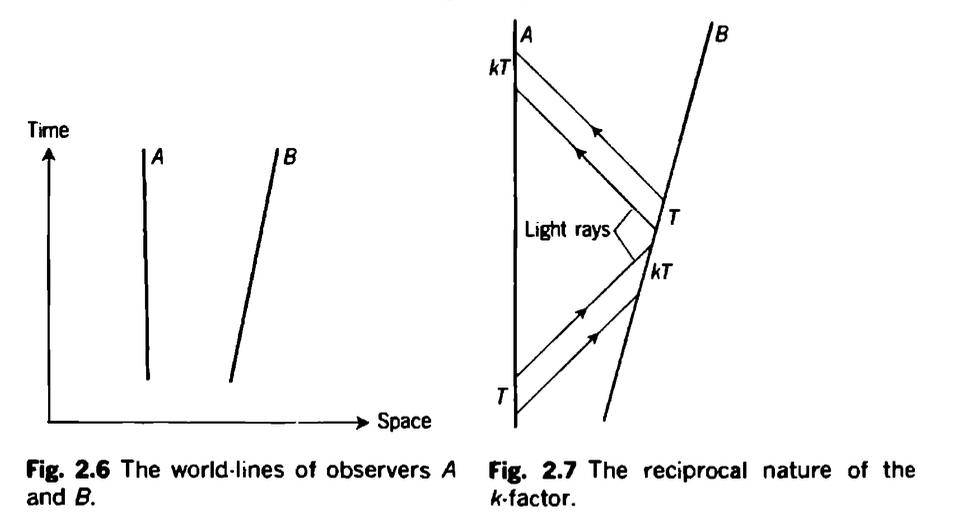 Time
A
B
Space
Fig. 2.6 The world-lines of observers A
and B.
A
B
kT
T
Light rays
kT
T
Fig. 2.7 The reciprocal nature of the
k-factor.